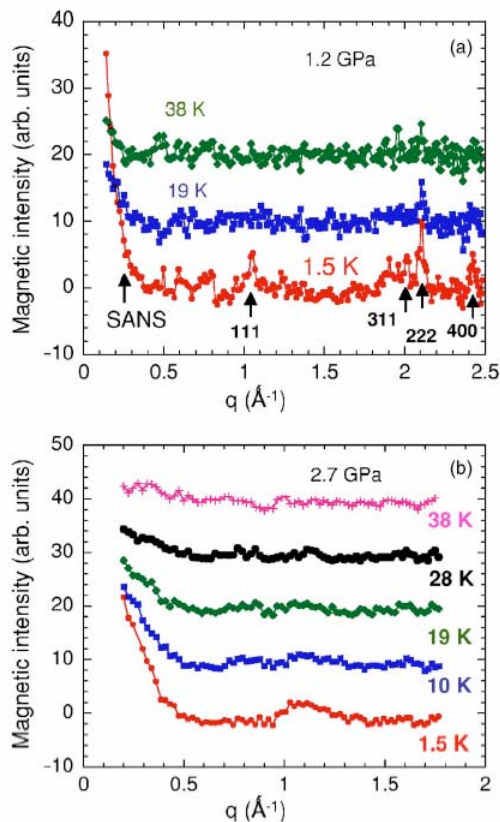 (a)
1.2 GPa
Magnetic intensity (arb. units)
40
30
20
10
0
-10
38 K
19 K
1.5 K
SANS
111
311
222
400
0 0.5 1 1.5 2 2.5
q (Å-1)
(b)
2.7 GPa
Magnetic intensity (arb. units)
50
40
30
20
10
0
-10
38 K
28 K
19 K
10 K
1.5 K
0 0.5 1 1.5 2
q (Å-1)